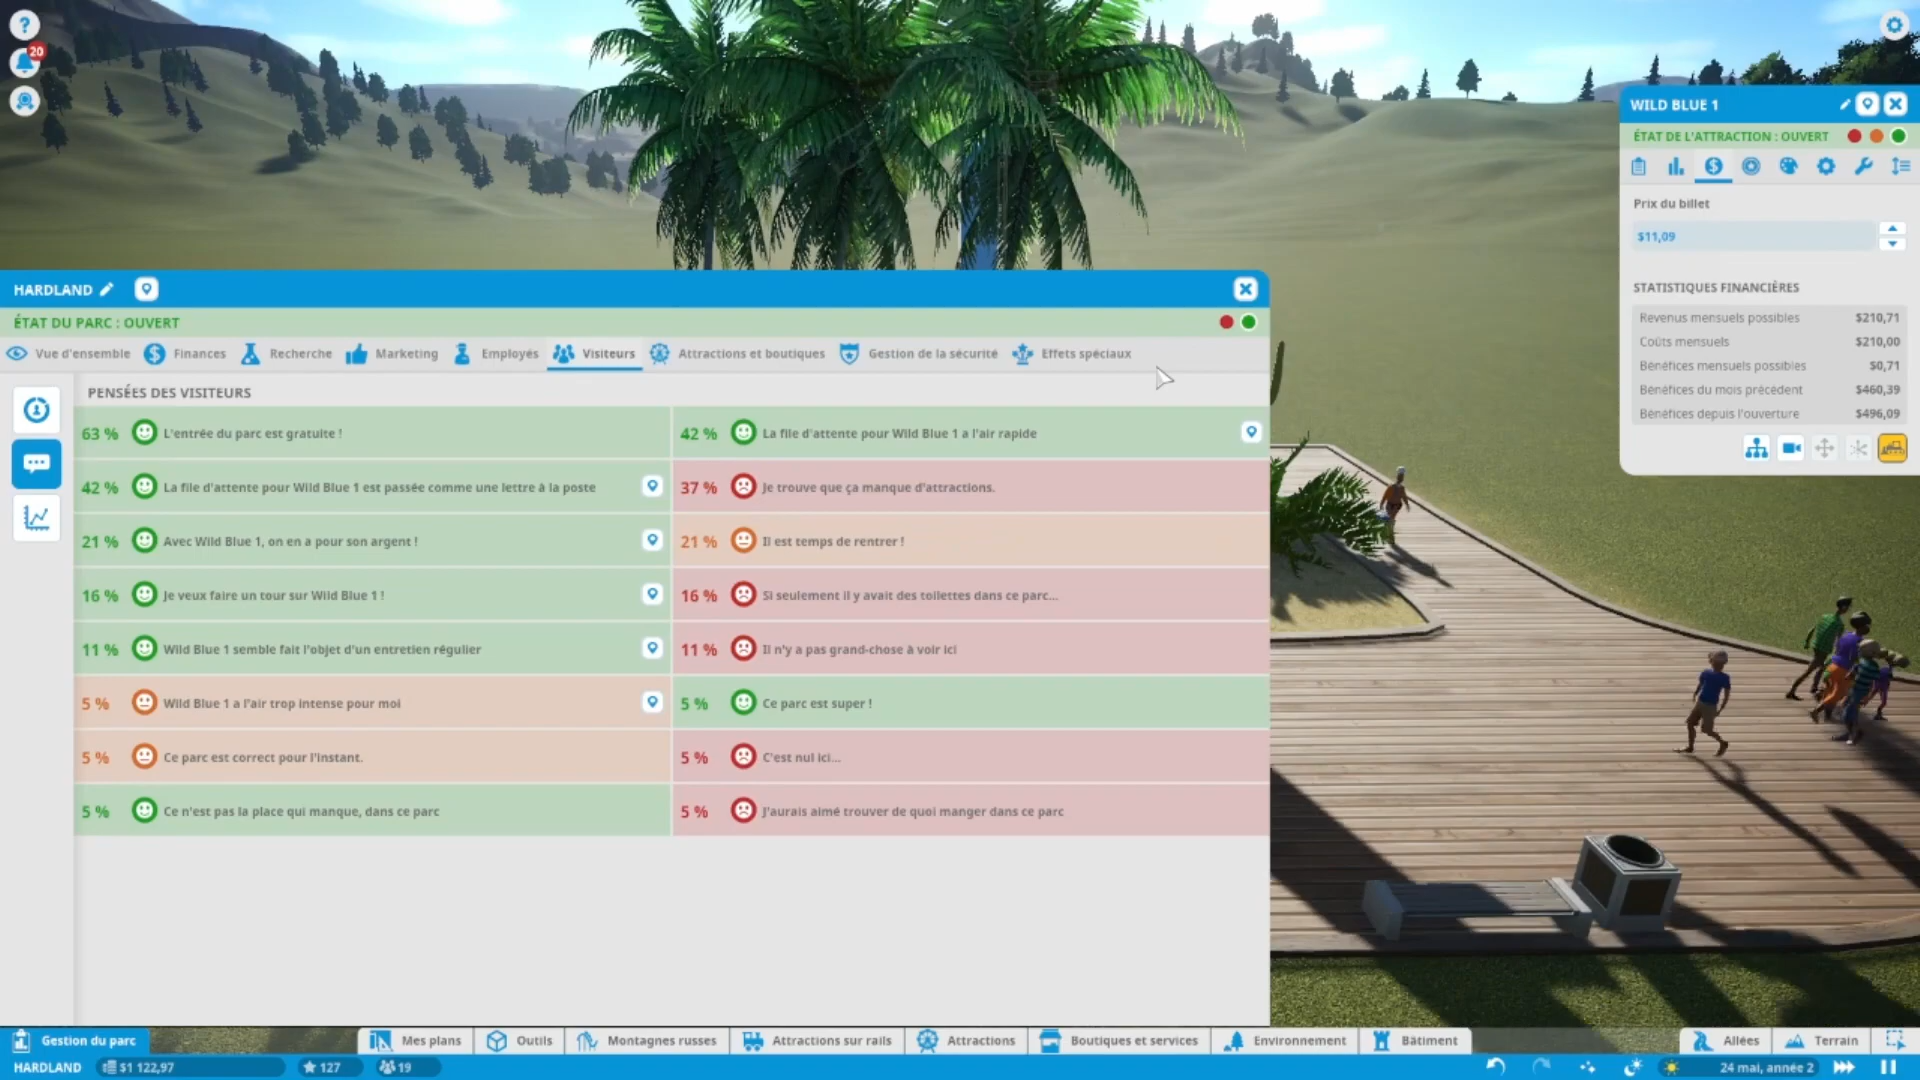 ?
20
WILD BLUE 1
ÉTAT DE L'ATTRACTION : OUVERT
Prix du billet
$11,09
STATISTIQUES FINANCIÈRES
Revenus mensuels possibles $210,71
Coûts mensuels $210,00
Bénéfices mensuels possibles $0,71
Bénéfices du mois précédent $460,39
Bénéfices depuis l'ouverture $496,09
HARDLAND
ÉTAT DU PARC : OUVERT
Vue d'ensemble Finances Recherche Marketing Employés Visiteurs Attractions et boutiques Gestion de la sécurité Effets spéciaux
PENSÉES DES VISITEURS
63 % L'entrée du parc est gratuite !
42 % La file d'attente pour Wild Blue 1 a l'air rapide
42 % La file d'attente pour Wild Blue 1 est passée comme une lettre à la poste
37 % Je trouve que ça manque d'attractions.
21 % Avec Wild Blue 1, on en a pour son argent !
21 % Il est temps de rentrer !
16 % Je veux faire un tour sur Wild Blue 1 !
16 % Si seulement il y avait des toilettes dans ce parc...
11 % Wild Blue 1 semble fait l'objet d'un entretien régulier
11 % Il n'y a pas grand-chose à voir ici
5 % Wild Blue 1 a l'air trop intense pour moi
5 % Ce parc est super !
5 % Ce parc est correct pour l'instant.
5 % C'est nul ici...
5 % Ce n'est pas la place qui manque, dans ce parc
5 % J'aurais aimé trouver de quoi manger dans ce parc
Gestion du parc Mes plans Outils Montagnes russes Attractions sur rails Attractions Boutiques et services Environnement Bâtiment Allées Terrain
HARDLAND $1 122,97 127 19 24 mai, année 2